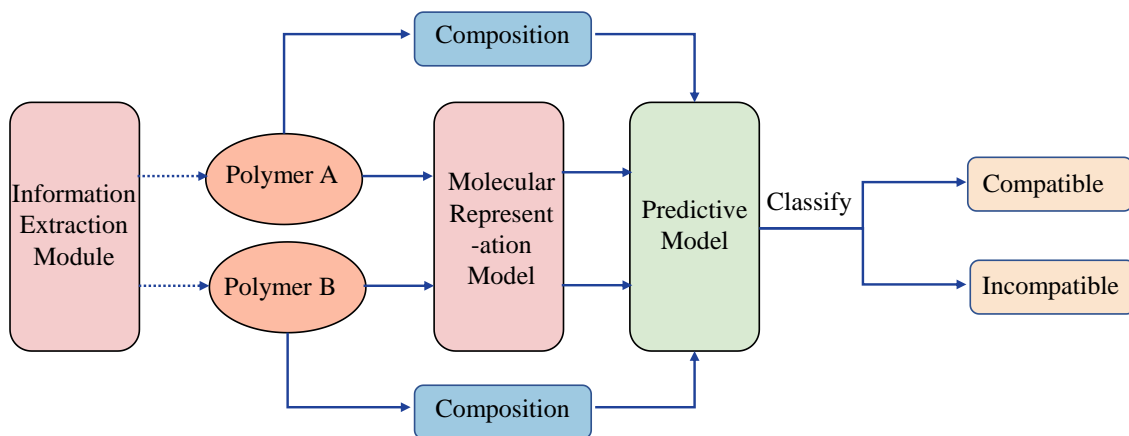 Composition
Information
Extraction
Module
Polymer A
Polymer B
Molecular
Represent
-ation
Model
Predictive
Model
Classify
Compatible
Incompatible
Composition